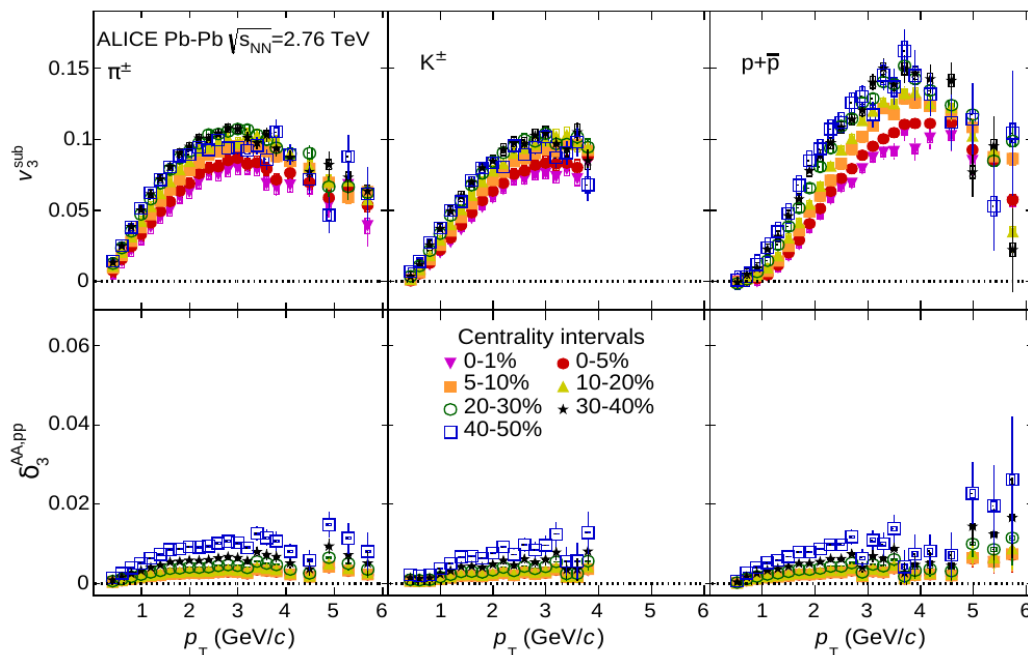 ALICE Pb-Pb √sNN=2.76 TeV
π±
K±
p+p̅
v3sub
0.15
0.1
0.05
0
Centrality intervals
0-1%
0-5%
5-10%
10-20%
20-30%
30-40%
40-50%
δ3AA,pp
0.06
0.04
0.02
0
1 2 3 4 5 6 1 2 3 4 5 6 1 2 3 4 5 6
pT (GeV/c) pT (GeV/c) pT (GeV/c)